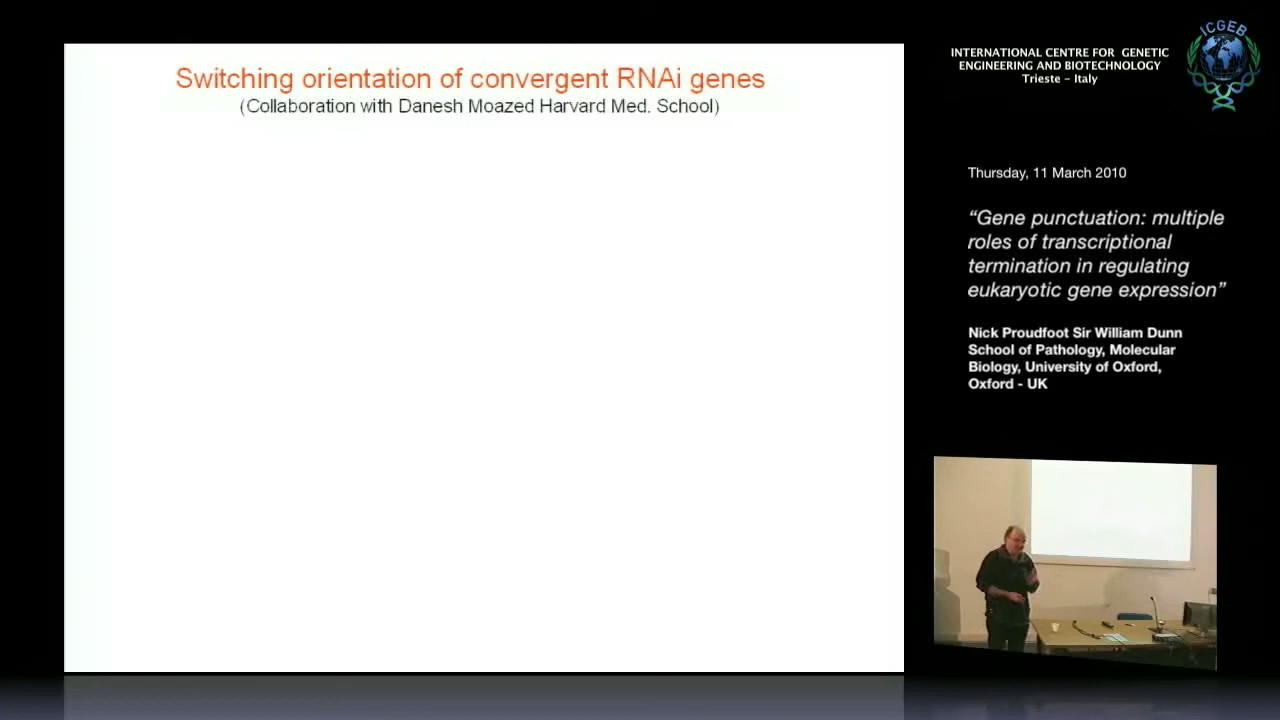 Switching orientation of convergent RNAi genes
(Collaboration with Danesh Moazed Harvard Med. School)
INTERNATIONAL CENTRE FOR GENETIC
ENGINEERING AND BIOTECHNOLOGY
Trieste - Italy
ICGEB
Thursday, 11 March 2010
“Gene punctuation: multiple
roles of transcriptional
termination in regulating
eukaryotic gene expression”
Nick Proudfoot Sir William Dunn
School of Pathology, Molecular
Biology, University of Oxford,
Oxford - UK